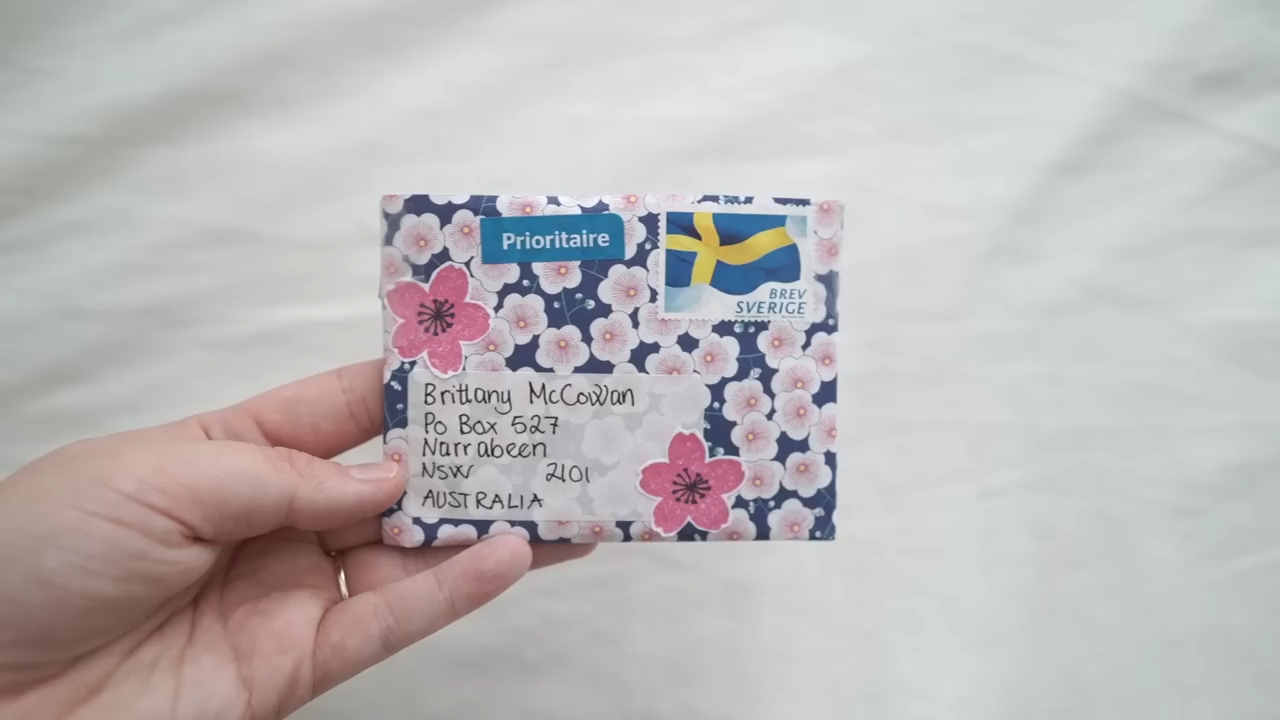 Prioritaire
BREV
SVERIGE
Brittany McCowan
Po Box 527
Narrabeen
NSW 2101
AUSTRALIA